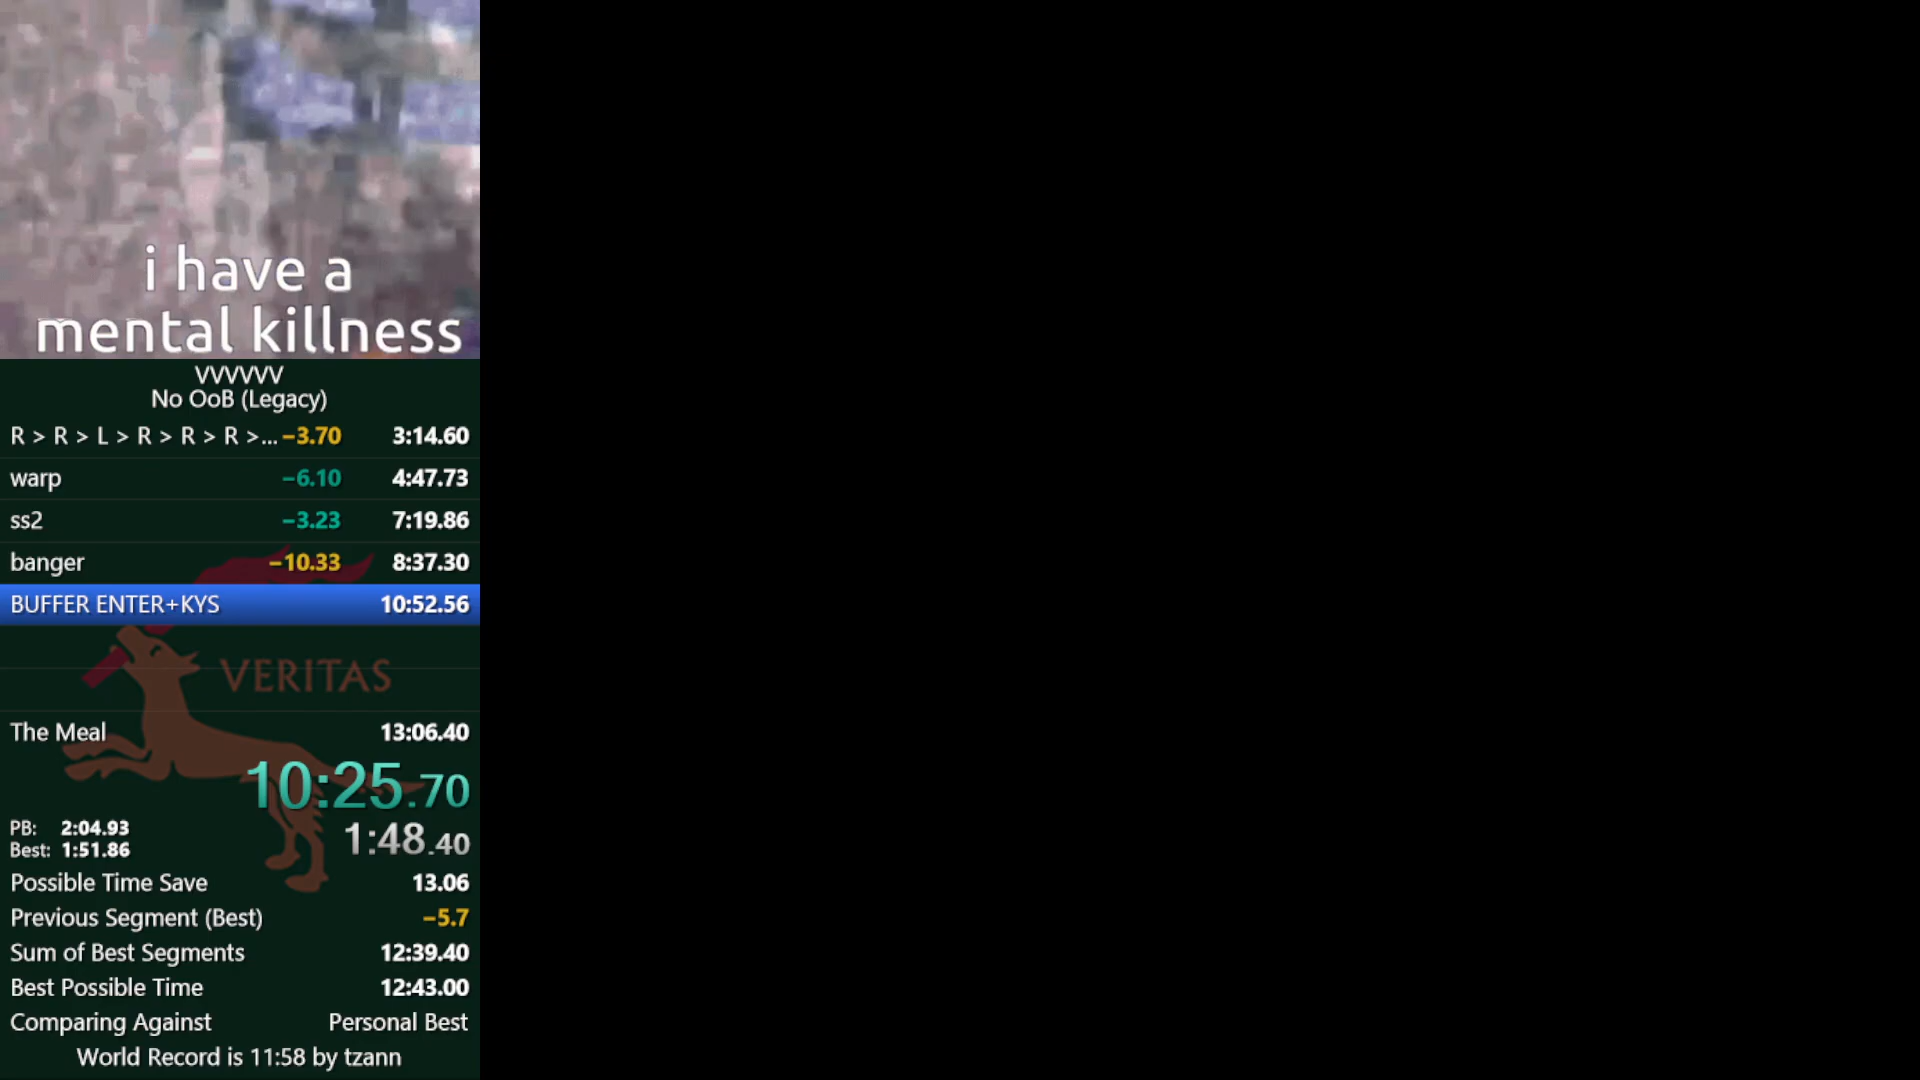 i have a
mental killness
VVVVVV
No OoB (Legacy)
R > R > L > R > R > R >... −3.70 3:14.60
warp −6.10 4:47.73
ss2 −3.23 7:19.86
banger −10.33 8:37.30
BUFFER ENTER+KYS 10:52.56
VERITAS
The Meal 13:06.40
10:25.70
PB: 2:04.93
Best: 1:51.86
1:48.40
Possible Time Save 13.06
Previous Segment (Best) −5.7
Sum of Best Segments 12:39.40
Best Possible Time 12:43.00
Comparing Against Personal Best
World Record is 11:58 by tzann